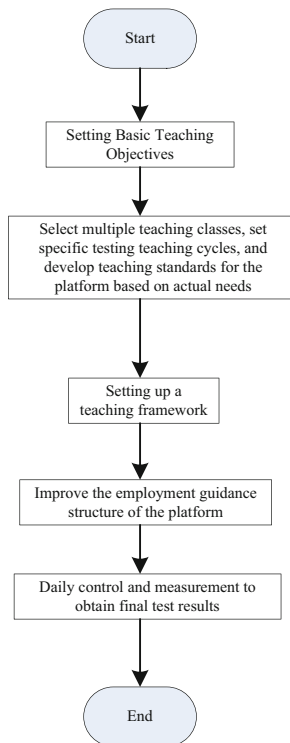 Start
Setting Basic Teaching
Objectives
Select multiple teaching classes, set
specific testing teaching cycles, and
develop teaching standards for the
platform based on actual needs
Setting up a
teaching framework
Improve the employment guidance
structure of the platform
Daily control and measurement to
obtain final test results
End